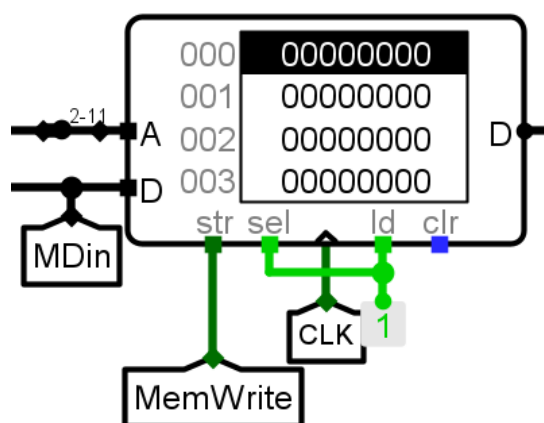 000 00000000
001 00000000
002 00000000
003 00000000
2-11
A
D
D
str sel ld clr
MDin
CLK
1
MemWrite